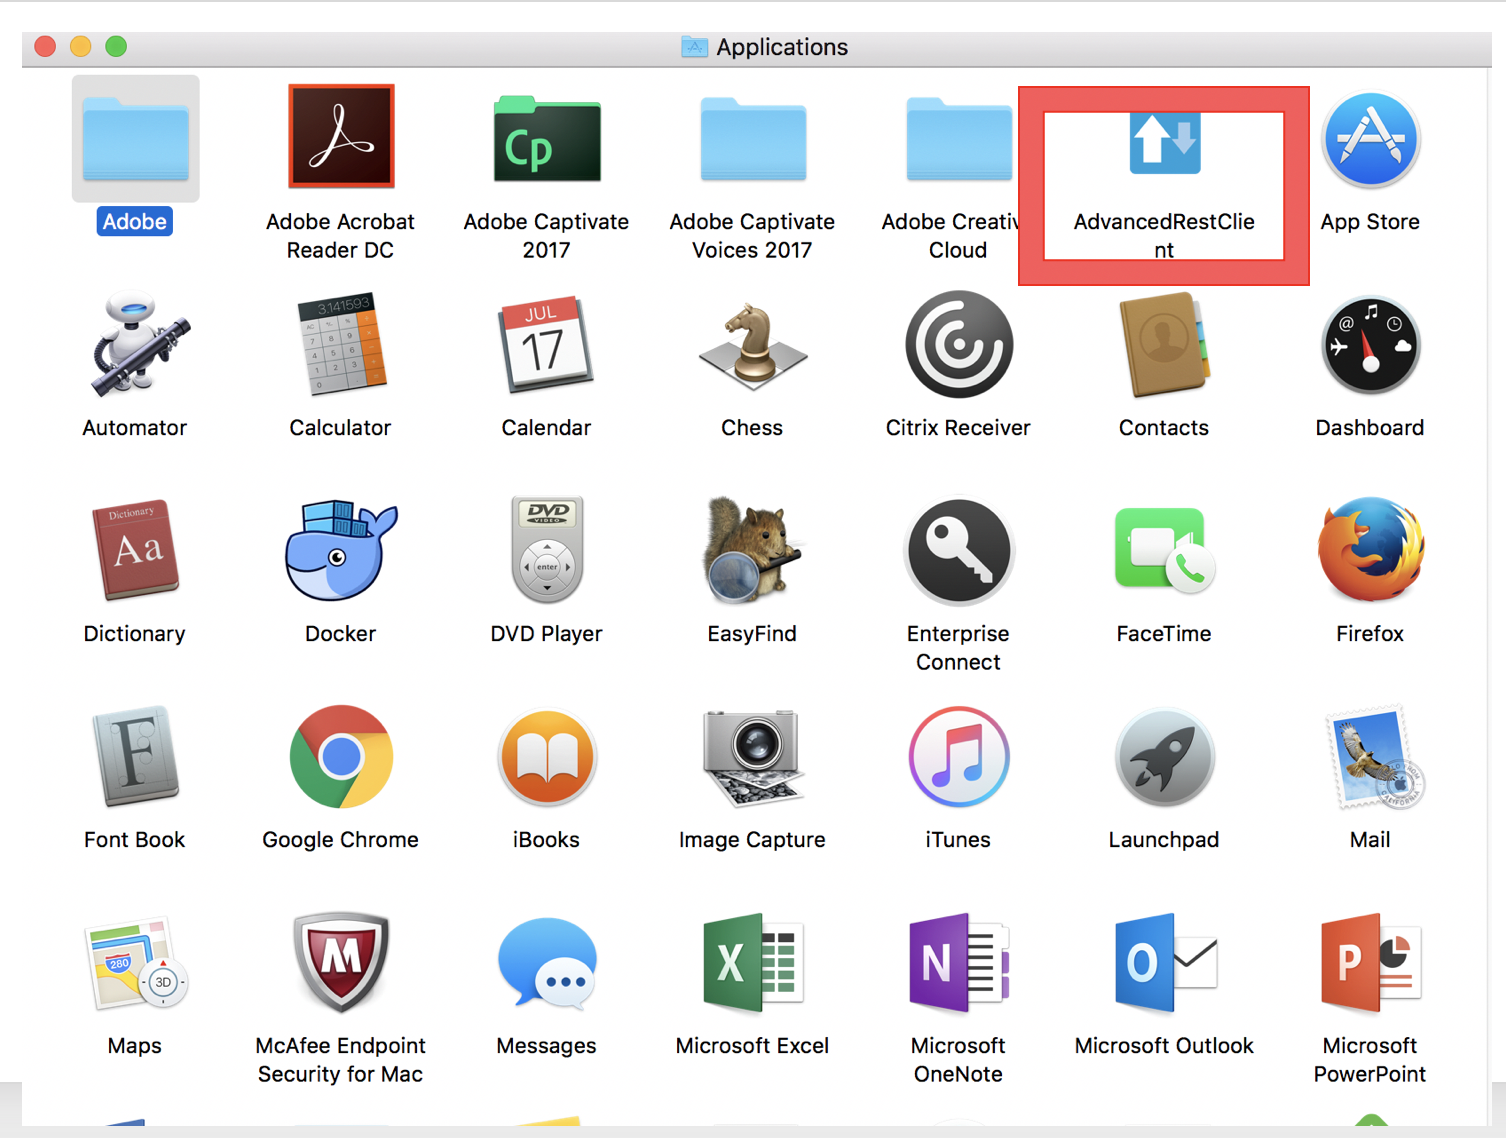 Applications
Adobe
Adobe Acrobat
Reader DC
Cp
Adobe Captivate
2017
Adobe Captivate
Voices 2017
Adobe Creativ
Cloud
AdvancedRestClie
nt
App Store
Automator
3.141593
Calculator
JUL
17
Calendar
Chess
Citrix Receiver
Contacts
@
Dashboard
Dictionary
Aa
Dictionary
Docker
DVD
VIDEO
enter
DVD Player
EasyFind
Enterprise
Connect
FaceTime
Firefox
F
Font Book
Google Chrome
iBooks
Image Capture
iTunes
Launchpad
CALIFORNIA
Mail
280
3D
Maps
M
McAfee Endpoint
Security for Mac
Messages
X
Microsoft Excel
N
Microsoft
OneNote
O
Microsoft Outlook
P
Microsoft
PowerPoint